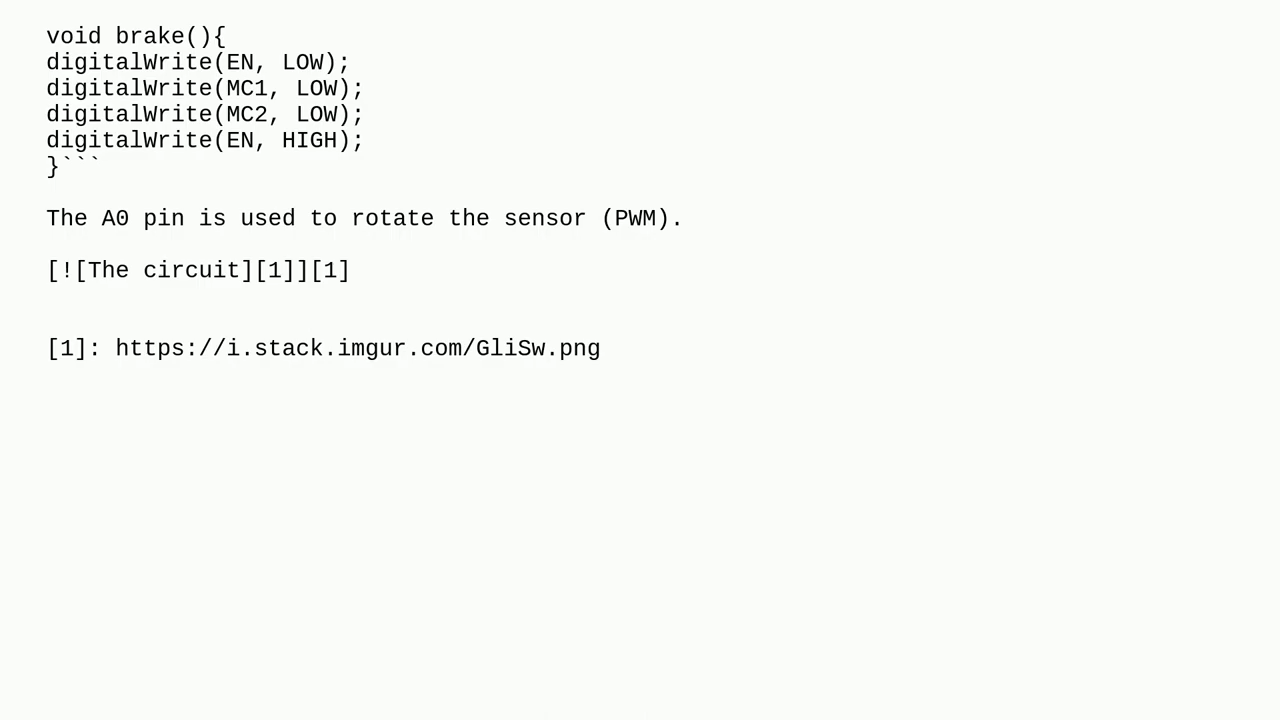 void brake(){
digitalWrite(EN, LOW);
digitalWrite(MC1, LOW);
digitalWrite(MC2, LOW);
digitalWrite(EN, HIGH);
}```
The A0 pin is used to rotate the sensor (PWM).
[![The circuit][1]][1]
[1]: https://i.stack.imgur.com/GliSw.png